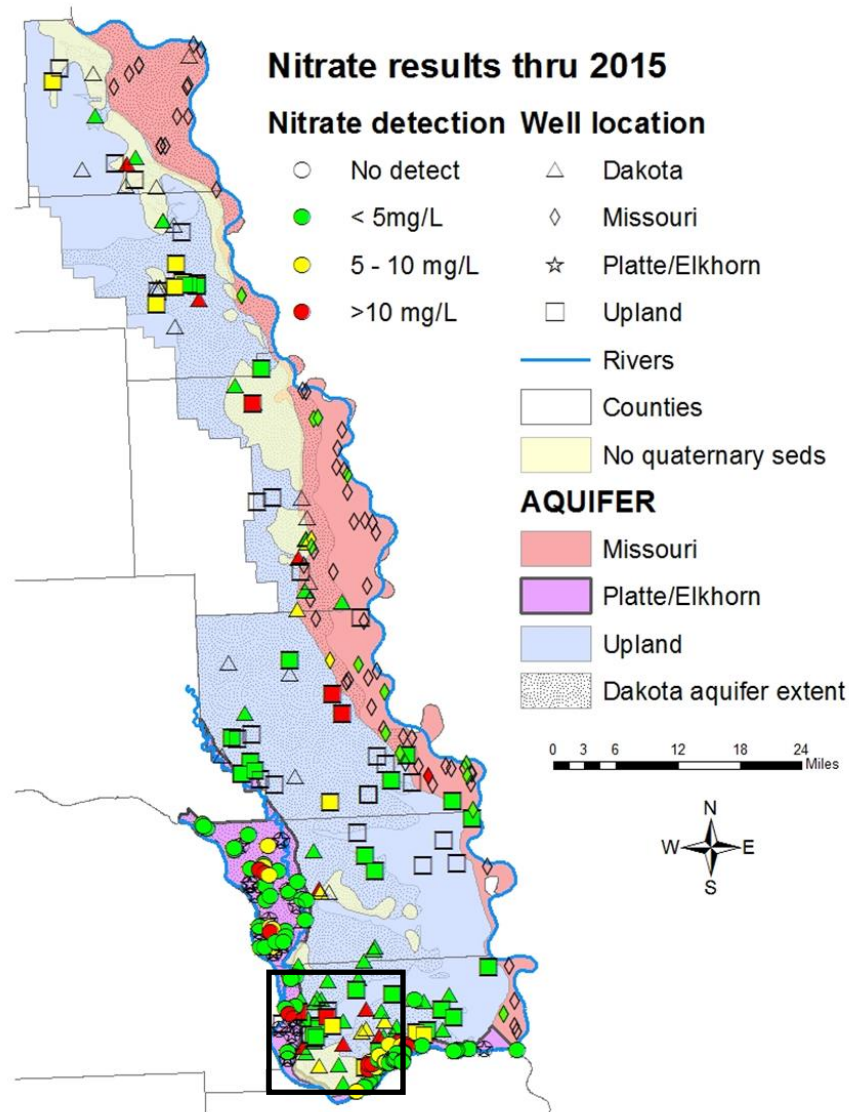 Nitrate results thru 2015
Nitrate detection Well location
No detect Dakota
< 5mg/L Missouri
5 - 10 mg/L Platte/Elkhorn
>10 mg/L Upland
Rivers
Counties
No quaternary seds
AQUIFER
Missouri
Platte/Elkhorn
Upland
Dakota aquifer extent
0 3 6 12 18 24
Miles
N
W E
S